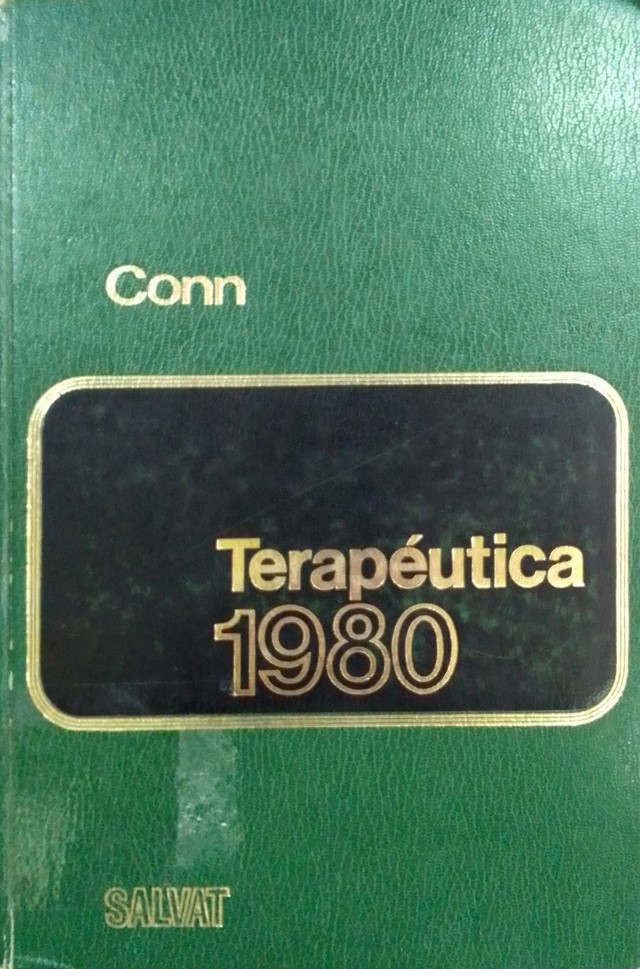 Conn
Terapéutica
1980
SALVAT